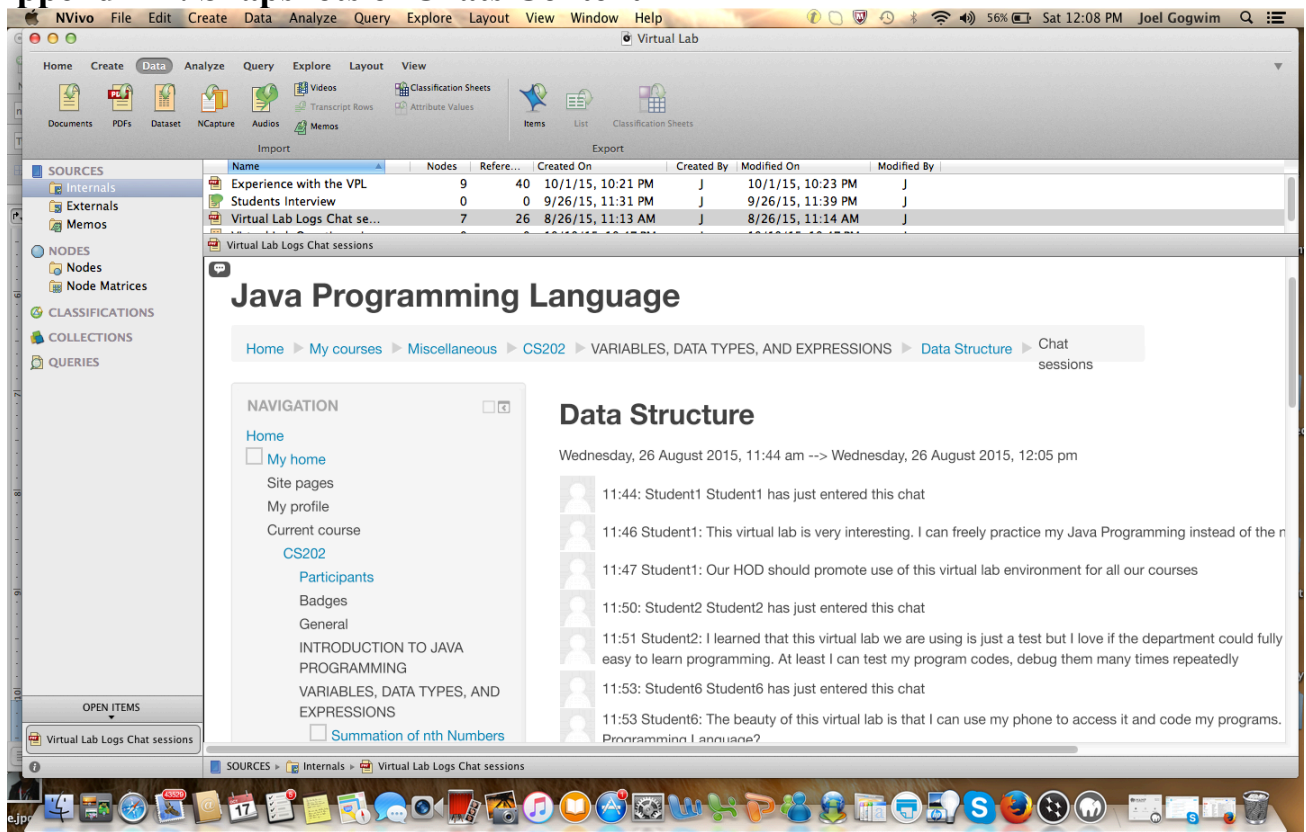 NVivo File Edit Create Data Analyze Query Explore Layout View Window Help 56% Sat 12:08 PM Joel Gogwim
Virtual Lab
Home Create Data Analyze Query Explore Layout View
Documents PDFs Dataset NCapture Audios Videos Transcript Rows Memos Classification Sheets Attribute Values Items List Classification Sheets
Import Export
SOURCES
Internals
Externals
Memos
NODES
Nodes
Node Matrices
CLASSIFICATIONS
COLLECTIONS
QUERIES
Name Nodes Refere... Created On Created By Modified On Modified By
Experience with the VPL 9 40 10/1/15, 10:21 PM J 10/1/15, 10:23 PM J
Students Interview 0 0 9/26/15, 11:31 PM J 9/26/15, 11:39 PM J
Virtual Lab Logs Chat se... 7 26 8/26/15, 11:13 AM J 8/26/15, 11:14 AM J
Virtual Lab Logs Chat sessions
Java Programming Language
Home My courses Miscellaneous CS202 VARIABLES, DATA TYPES, AND EXPRESSIONS Data Structure Chat
sessions
NAVIGATION
Home
My home
Site pages
My profile
Current course
CS202
Participants
Badges
General
INTRODUCTION TO JAVA
PROGRAMMING
VARIABLES, DATA TYPES, AND
EXPRESSIONS
Summation of nth Numbers
Data Structure
Wednesday, 26 August 2015, 11:44 am --> Wednesday, 26 August 2015, 12:05 pm
11:44: Student1 Student1 has just entered this chat
11:46 Student1: This virtual lab is very interesting. I can freely practice my Java Programming instead of the
11:47 Student1: Our HOD should promote use of this virtual lab environment for all our courses
11:50: Student2 Student2 has just entered this chat
11:51 Student2: I learned that this virtual lab we are using is just a test but I love if the department could fully
easy to learn programming. At least I can test my program codes, debug them many times repeatedly
11:53: Student6 Student6 has just entered this chat
11:53 Student6: The beauty of this virtual lab is that I can use my phone to access it and code my programs.
Programming Language?
OPEN ITEMS
Virtual Lab Logs Chat sessions
SOURCES Internals Virtual Lab Logs Chat sessions
43529
17
e.jpg